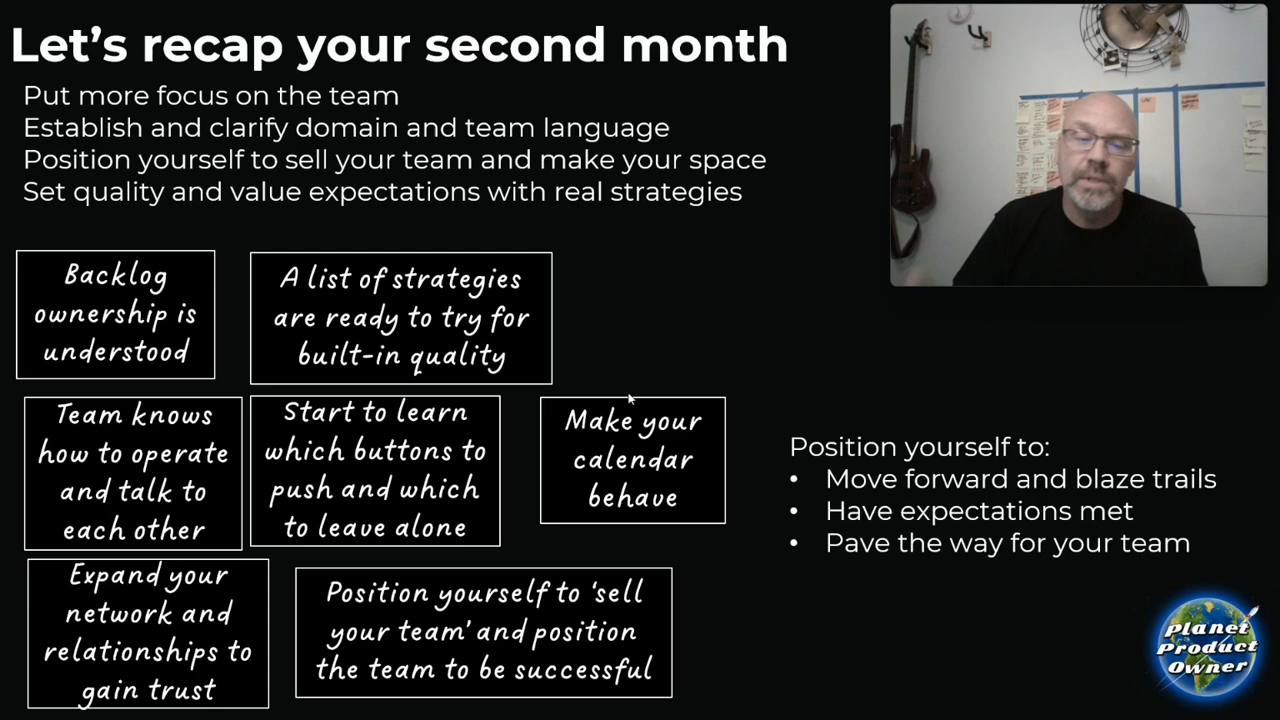 Let's recap your second month
Put more focus on the team
Establish and clarify domain and team language
Position yourself to sell your team and make your space
Set quality and value expectations with real strategies
Backlog
ownership is
understood
A list of strategies
are ready to try for
built-in quality
Team knows
how to operate
and talk to
each other
Start to learn
which buttons to
push and which
to leave alone
Make your
calendar
behave
Expand your
network and
relationships to
gain trust
Position yourself to 'sell
your team' and position
the team to be successful
Position yourself to:
• Move forward and blaze trails
• Have expectations met
• Pave the way for your team
Planet
Product
Owner